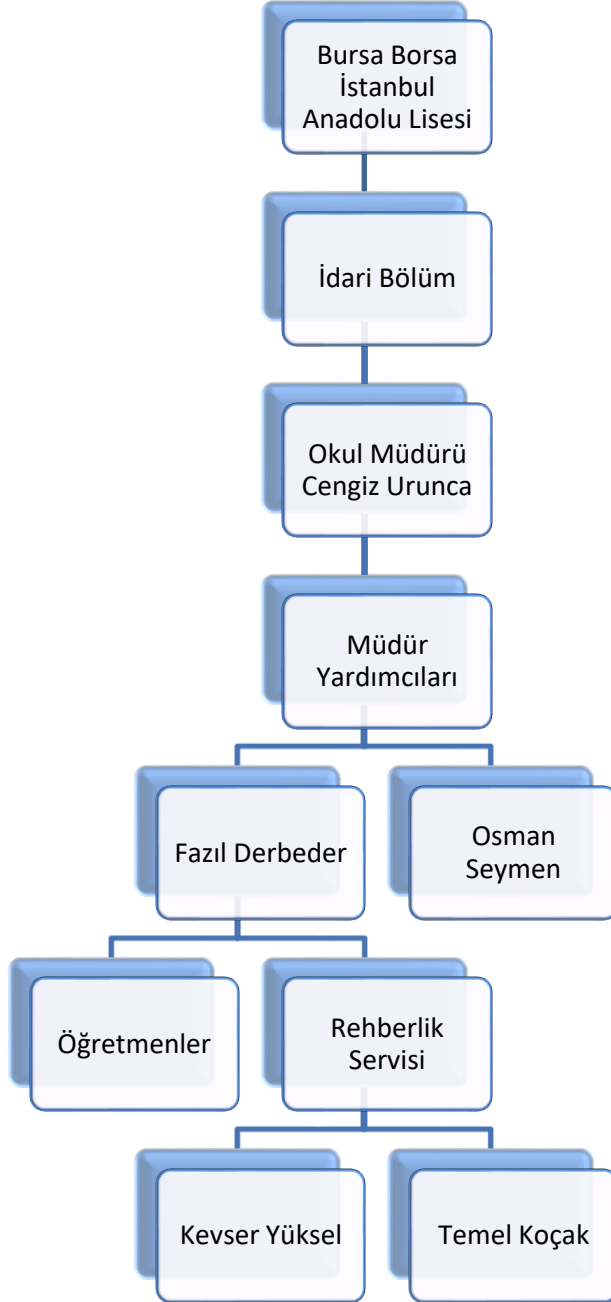 Bursa Borsa
İstanbul
Anadolu Lisesi
İdari Bölüm
Okul Müdürü
Cengiz Urunca
Müdür
Yardımcıları
Fazıl Derbeder
Osman
Seymen
Öğretmenler
Rehberlik
Servisi
Kevser Yüksel
Temel Koçak